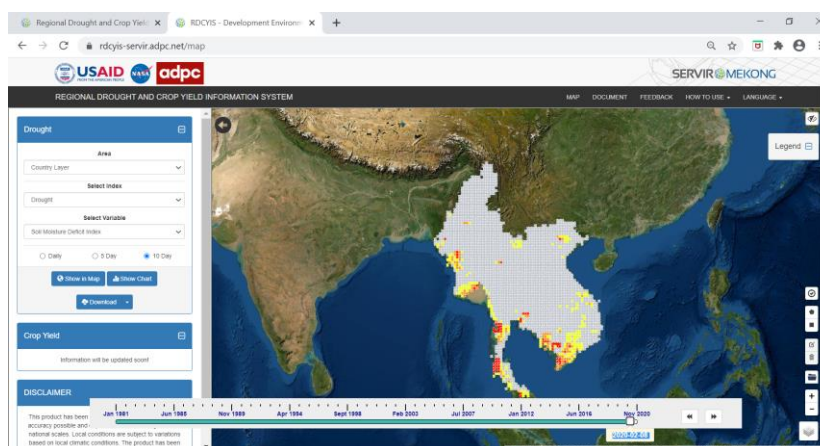 Regional Drought and Crop Yiel
RDCYIS - Development Environm
rdcyis-servir.adpc.net/map
USAID
FROM THE AMERICAN PEOPLE
NASA
adpc
SERVIR MEKONG
REGIONAL DROUGHT AND CROP YIELD INFORMATION SYSTEM
MAP DOCUMENT FEEDBACK HOW TO USE LANGUAGE
Drought
Area
Country Layer
Select Index
Drought
Select Variable
Soil Moisture Deficit Index
Daily 5 Day 10 Day
Show in Map Show Chart
Download
Crop Yield
Information will be updated soon!
DISCLAIMER
This product has been
accuracy possible and
national scales. Local conditions are subject to variations
based on local climatic conditions. The product has been
Legend
Jan 1981 Jun 1985 Nov 1989 Apr 1994 Sept 1998 Feb 2003 Jul 2007 Jan 2012 Jun 2016 Nov 2020